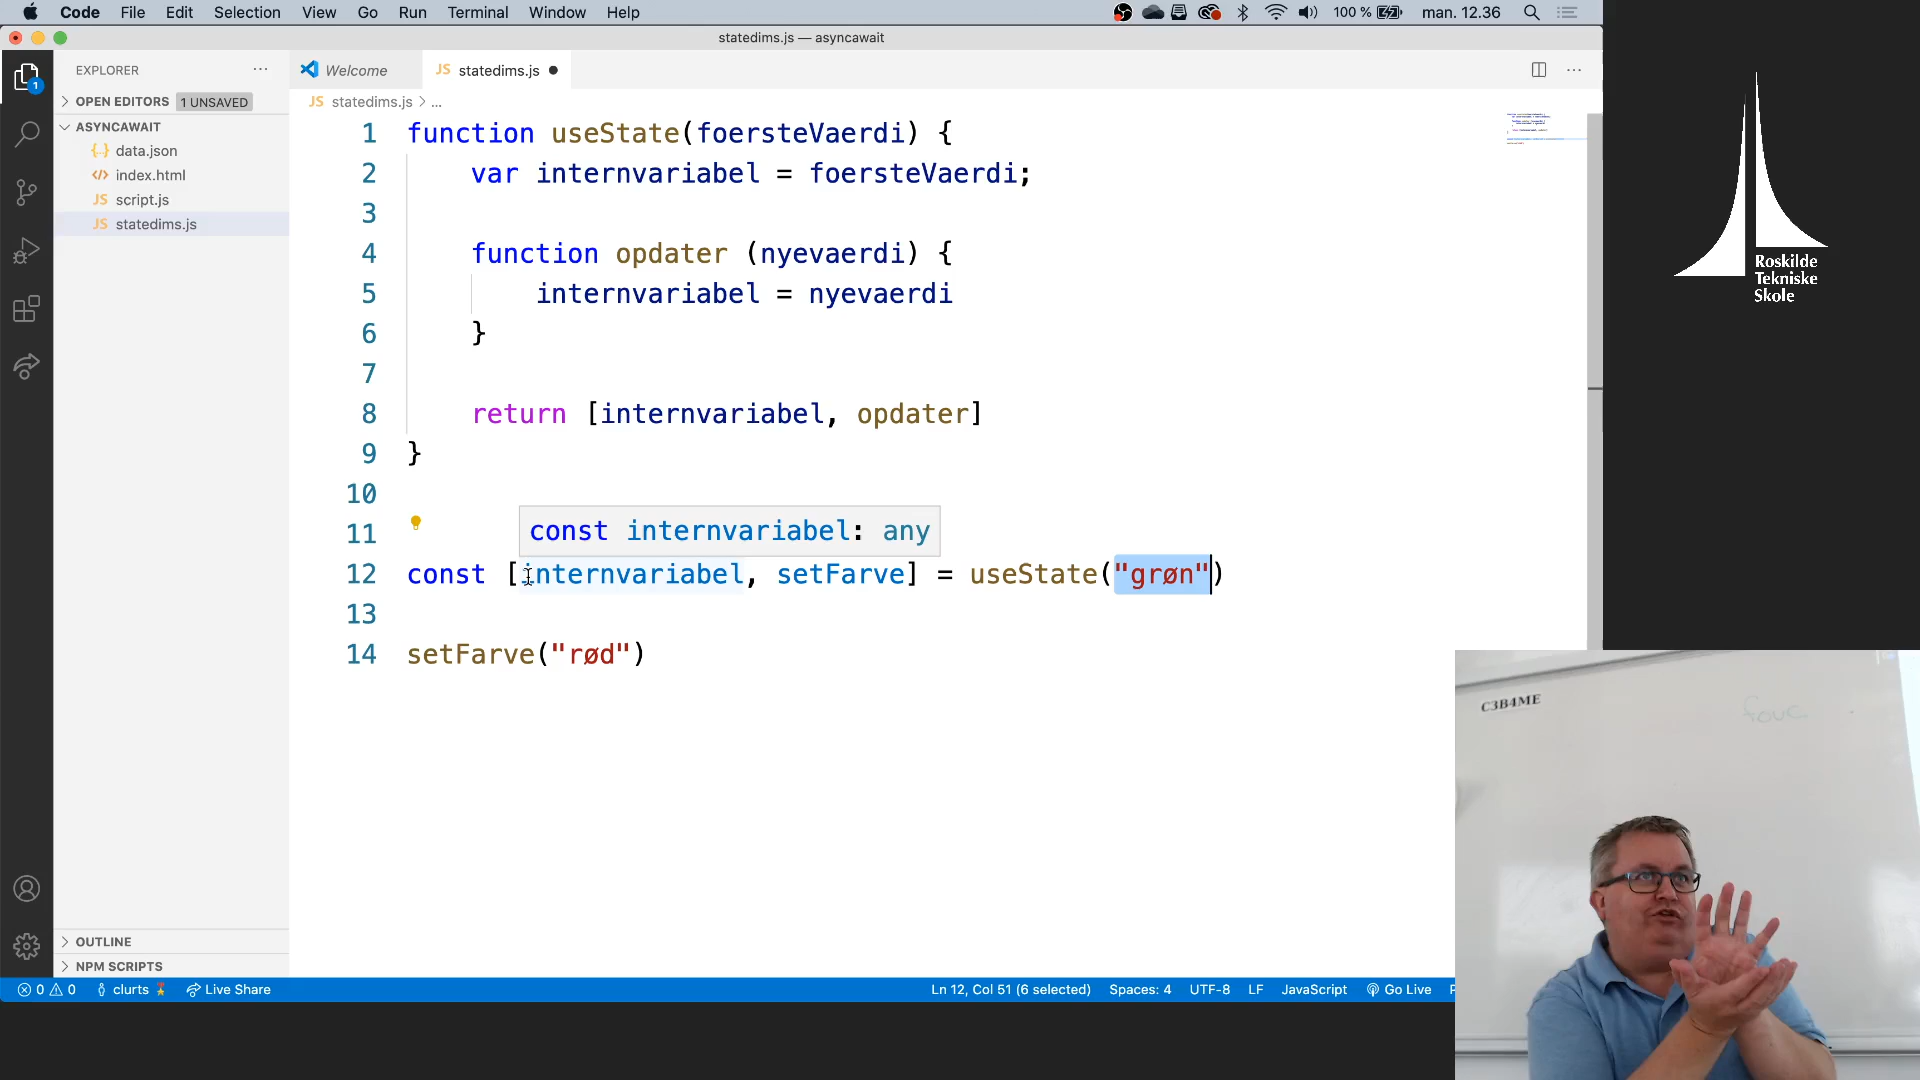 Code File Edit Selection View Go Run Terminal Window Help 100 % man. 12.36
statedims.js — asyncawait
EXPLORER
Welcome
JS statedims.js
OPEN EDITORS 1 UNSAVED
JS statedims.js > ...
ASYNCAWAIT
{..} data.json
</> index.html
JS script.js
JS statedims.js
1
1 function useState(foersteVaerdi) {
2 var internvariabel = foersteVaerdi;
3
4 function opdater (nyevaerdi) {
5 internvariabel = nyevaerdi
6 }
7
8 return [internvariabel, opdater]
9 }
10
11
const internvariabel: any
12 const [internvariabel, setFarve] = useState("grøn")
13
14 setFarve("rød")
OUTLINE
NPM SCRIPTS
0 0 clurts Live Share Ln 12, Col 51 (6 selected) Spaces: 4 UTF-8 LF JavaScript Go Live P
Roskilde
Tekniske
Skole
C3B4ME